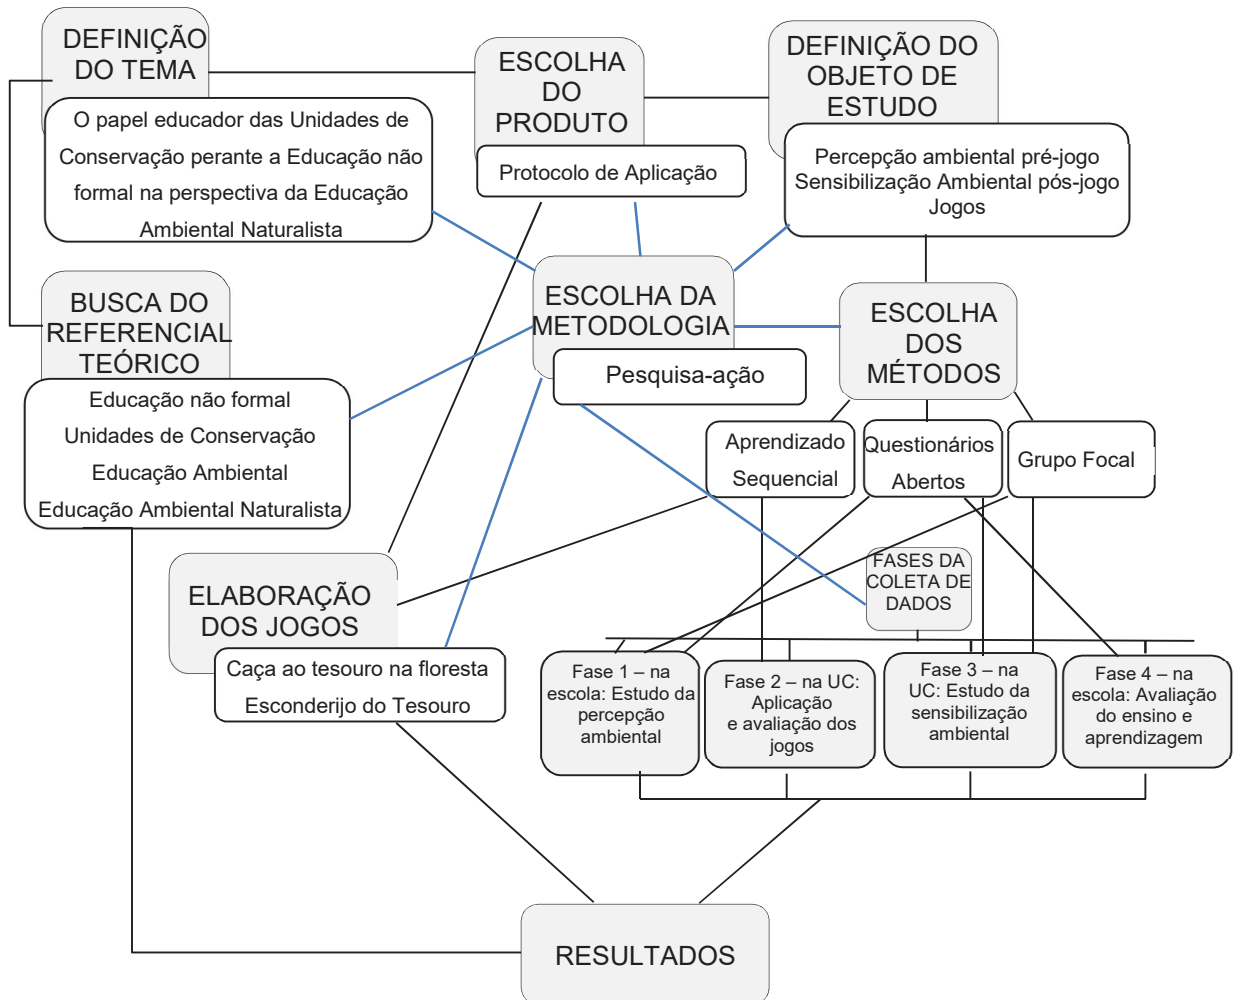 DEFINIÇÃO
DO TEMA
O papel educador das Unidades de
Conservação perante a Educação não
formal na perspectiva da Educação
Ambiental Naturalista
ESCOLHA
DO
PRODUTO
Protocolo de Aplicação
DEFINIÇÃO DO
OBJETO DE
ESTUDO
Percepção ambiental pré-jogo
Sensibilização Ambiental pós-jogo
Jogos
BUSCA DO
REFERENCIAL
TEÓRICO
Educação não formal
Unidades de Conservação
Educação Ambiental
Educação Ambiental Naturalista
ESCOLHA DA
METODOLOGIA
Pesquisa-ação
ESCOLHA
DOS
MÉTODOS
Aprendizado
Sequencial
Questionários
Abertos
Grupo Focal
ELABORAÇÃO
DOS JOGOS
Caça ao tesouro na floresta
Esconderijo do Tesouro
FASES DA
COLETA DE
DADOS
Fase 1 – na
escola: Estudo da
percepção
ambiental
Fase 2 – na UC:
Aplicação
e avaliação dos
jogos
Fase 3 – na
UC: Estudo da
sensibilização
ambiental
Fase 4 – na
escola: Avaliação
do ensino e
aprendizagem
RESULTADOS